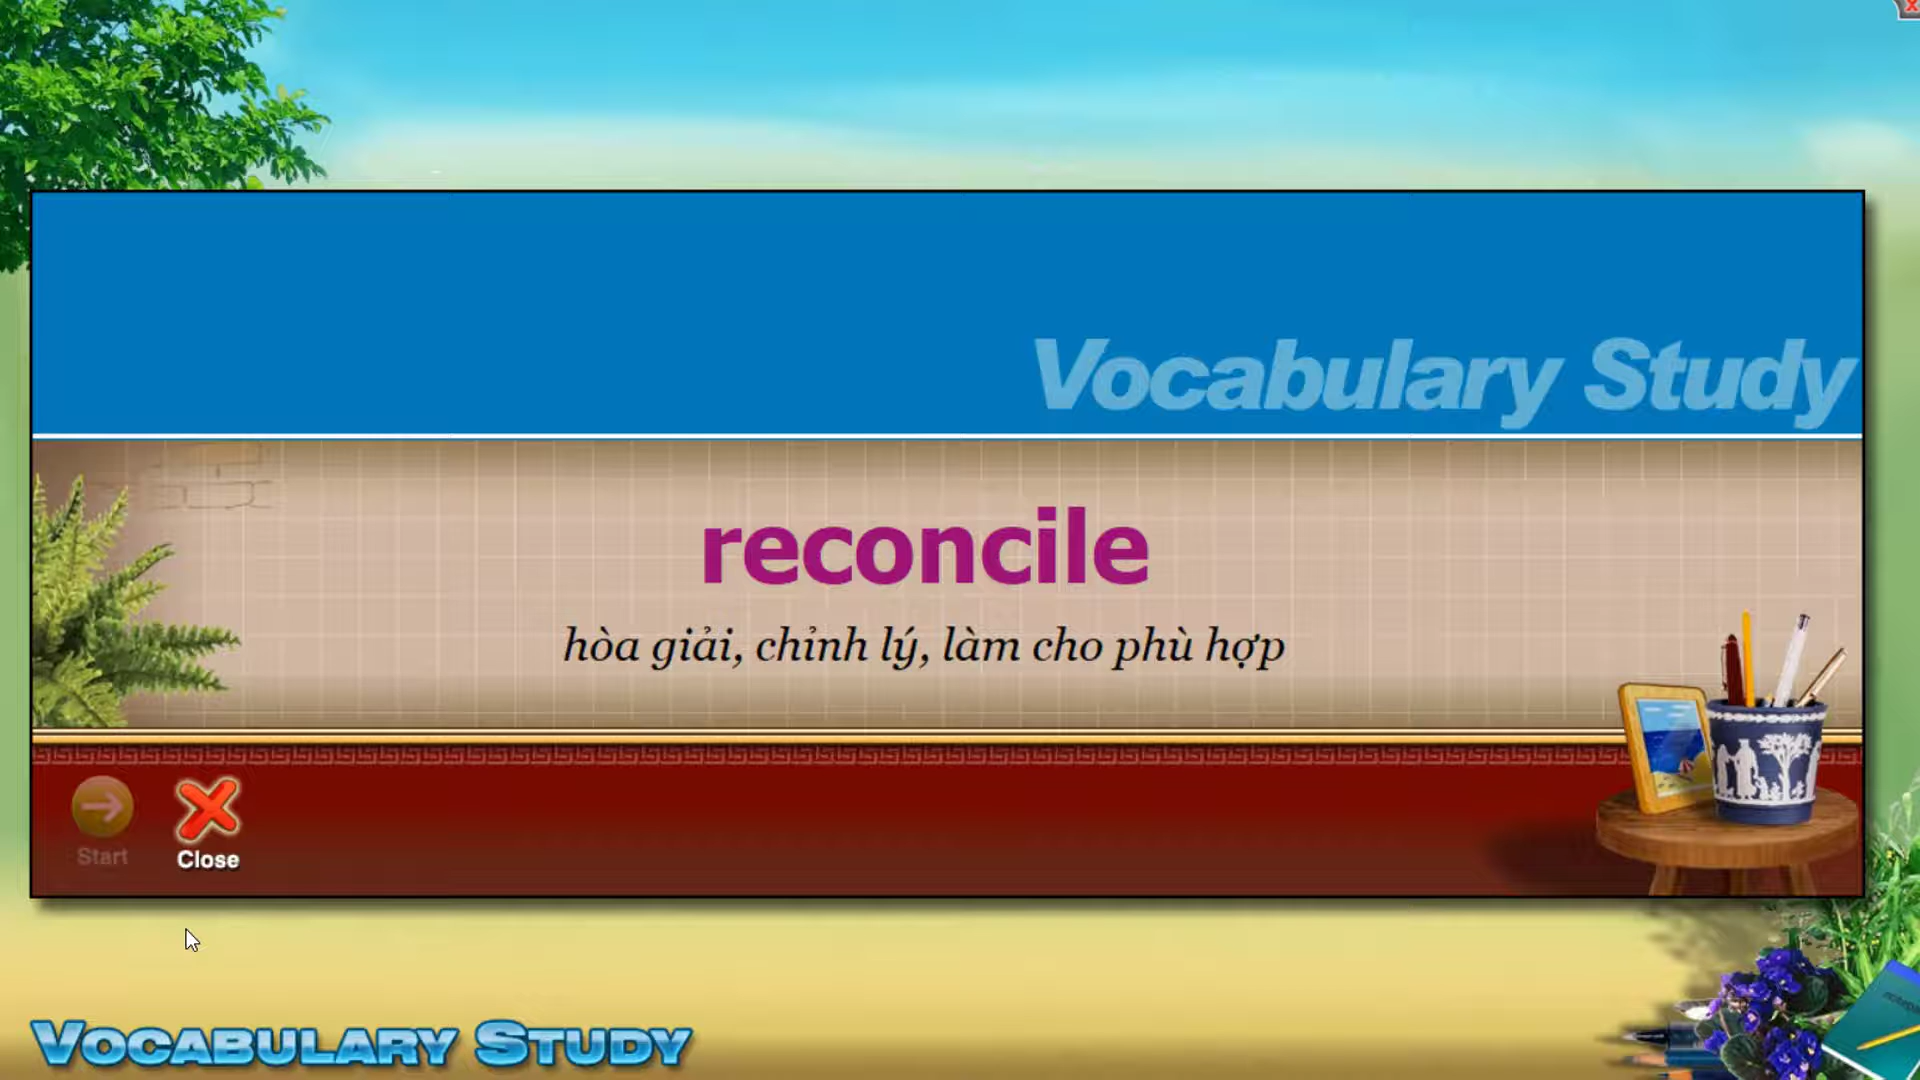 Vocabulary Study
reconcile
hòa giải, chỉnh lý, làm cho phù hợp
Start
Close
VOCABULARY STUDY